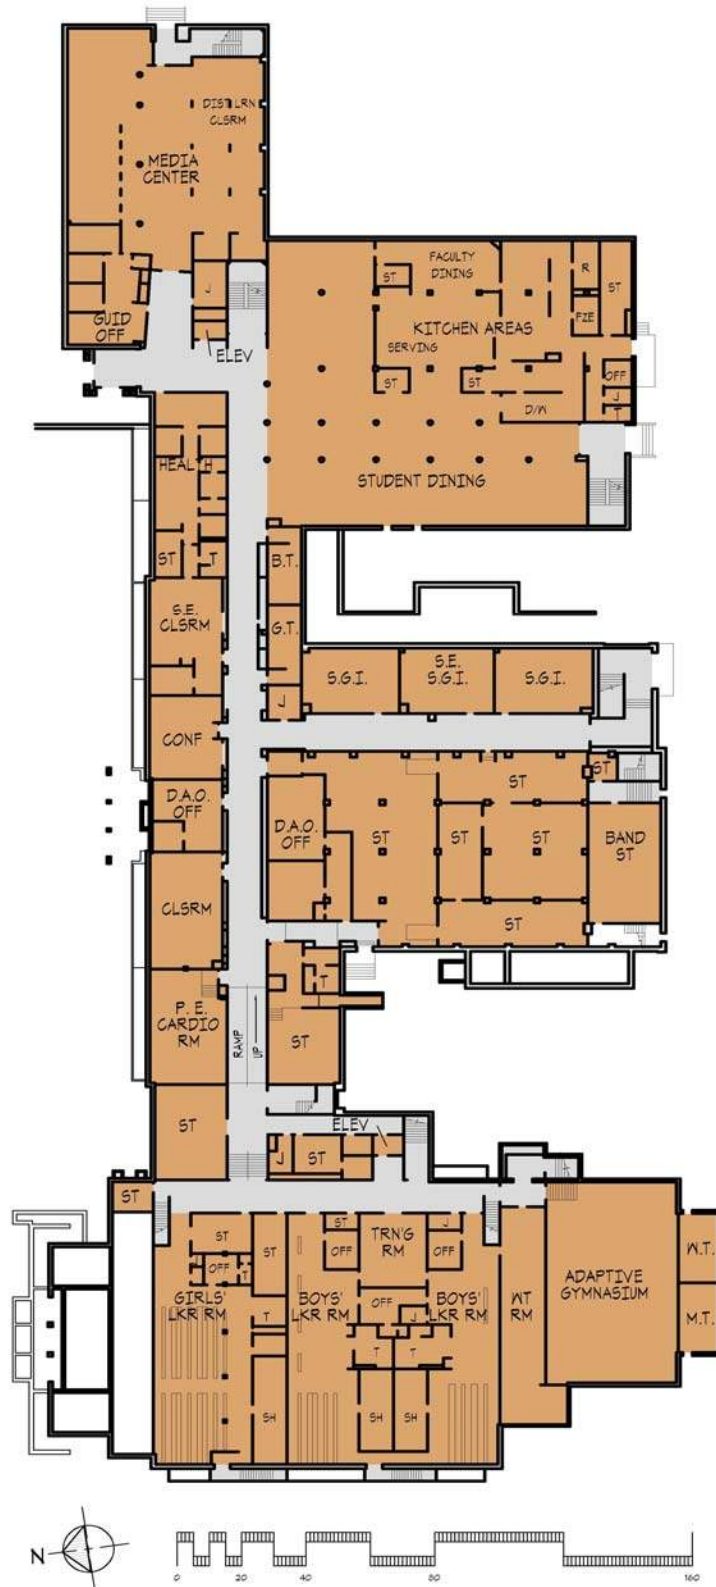 DIST LRN
CLSRM
MEDIA
CENTER
FACULTY
DINING
R
ST
ST
J
GUID
OFF
KITCHEN AREAS
FZE
SERVING
ELEV
ST
ST
OFF
D/W
J
T
HEALTH
STUDENT DINING
ST
T
B.T.
S.E.
CLSRM
G.T.
S.G.I.
S.E.
S.G.I.
S.G.I.
J
CONF
ST
ST
D.A.O.
OFF
D.A.O.
OFF
ST
ST
ST
BAND
ST
CLSRM
ST
T
P. E.
CARDIO
RM
RAMP
UP
ST
ST
ELEV
J
ST
ST
ST
ST
ST
J
TRN'G
RM
OFF
OFF
OFF
T
GIRLS'
LKR RM
BOYS'
LKR RM
OFF
BOYS'
LKR RM
WT
RM
ADAPTIVE
GYMNASIUM
W.T.
M.T.
T
J
T
T
SH
SH
SH
N
0 20 40 80 160